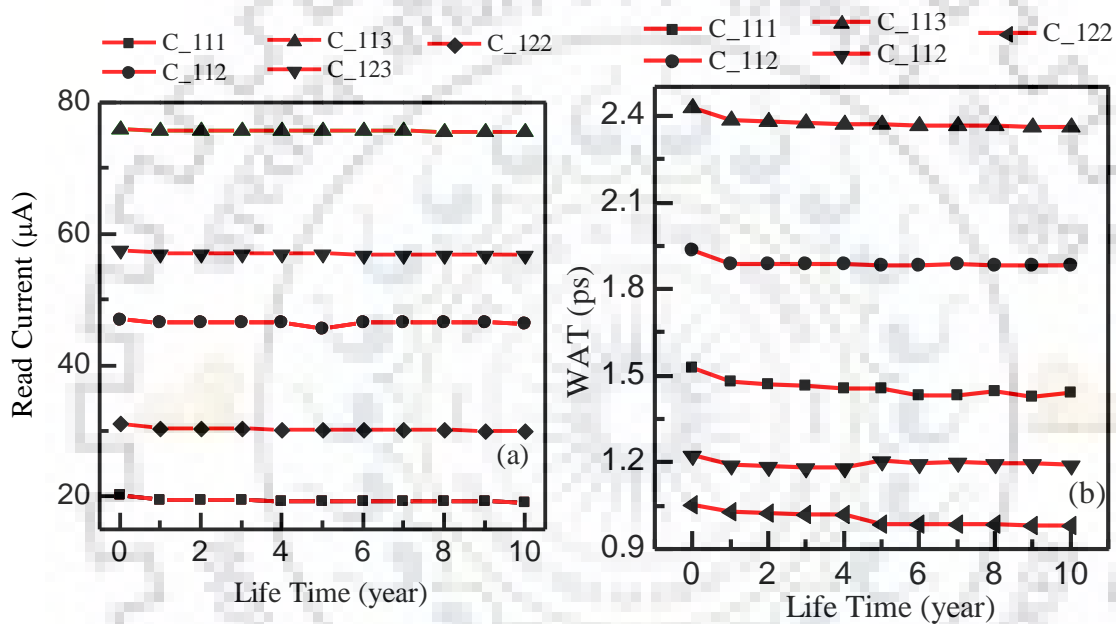 C_111
C_113
C_122
C_112
C_123
80
60
40
20
Read Current (µA)
0 2 4 6 8 10
Life Time (year)
(a)
C_111
C_113
C_122
C_112
C_112
2.4
2.1
1.8
1.5
1.2
0.9
WAT (ps)
0 2 4 6 8 10
Life Time (year)
(b)